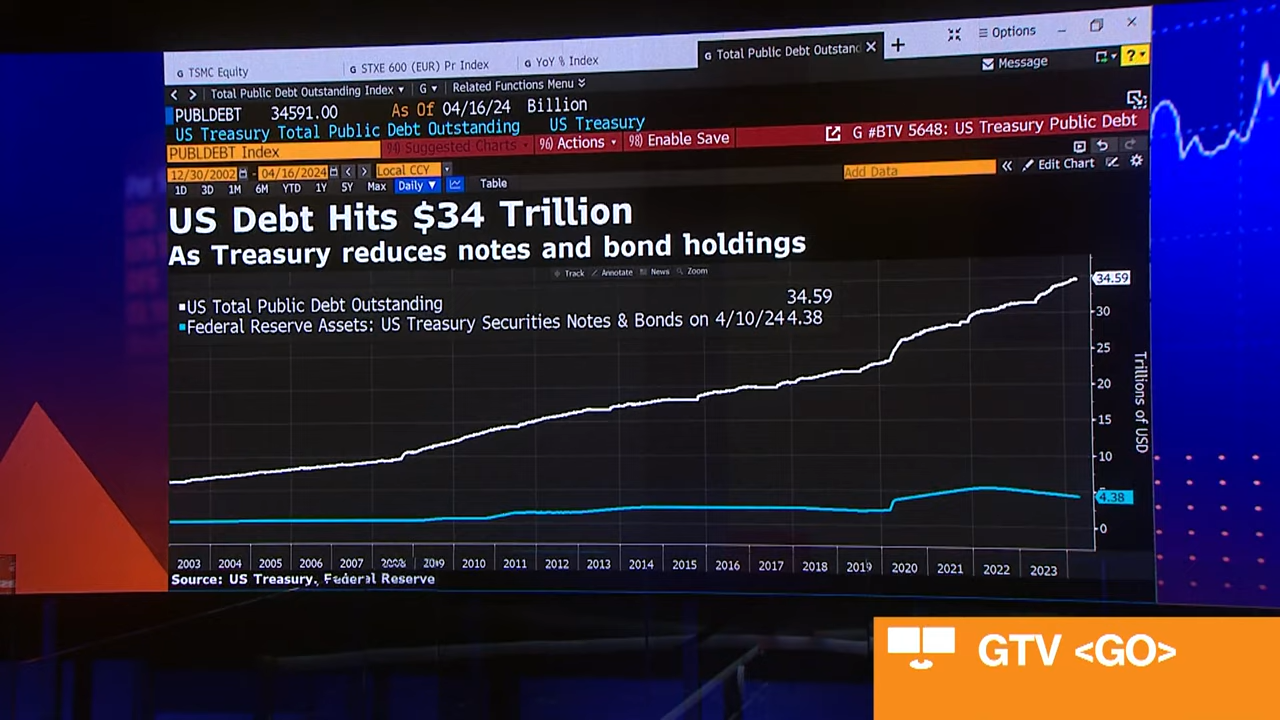 G TSMC Equity
G STXE 600 (EUR) Pr Index
G YoY % Index
G Total Public Debt Outstand
Options
Total Public Debt Outstanding Index
G
Related Functions Menu
Message
?
PUBLDEBT 34591.00 As Of 04/16/24 Billion
US Treasury Total Public Debt Outstanding US Treasury
PUBLDEBT Index
94) Suggested Charts
96) Actions
98) Enable Save
G #BTV 5648: US Treasury Public Debt
12/30/2002 - 04/16/2024
Local CCY
Add Data
Edit Chart
1D 3D 1M 6M YTD 1Y 5Y Max Daily Table
US Debt Hits $34 Trillion
As Treasury reduces notes and bond holdings
Track Annotate News Zoom
US Total Public Debt Outstanding 34.59
Federal Reserve Assets: US Treasury Securities Notes & Bonds on 4/10/24 4.38
34.59
30
25
20
15
10
4.38
0
Trillions of USD
2003 2004 2005 2006 2007 2008 2009 2010 2011 2012 2013 2014 2015 2016 2017 2018 2019 2020 2021 2022 2023
Source: US Treasury, Federal Reserve
GTV <GO>